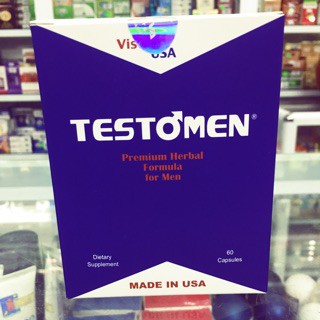 USA
TESTOMEN®
Premium Herbal
Formula
for Men
Dietary
Supplement
60
Capsules
MADE IN USA